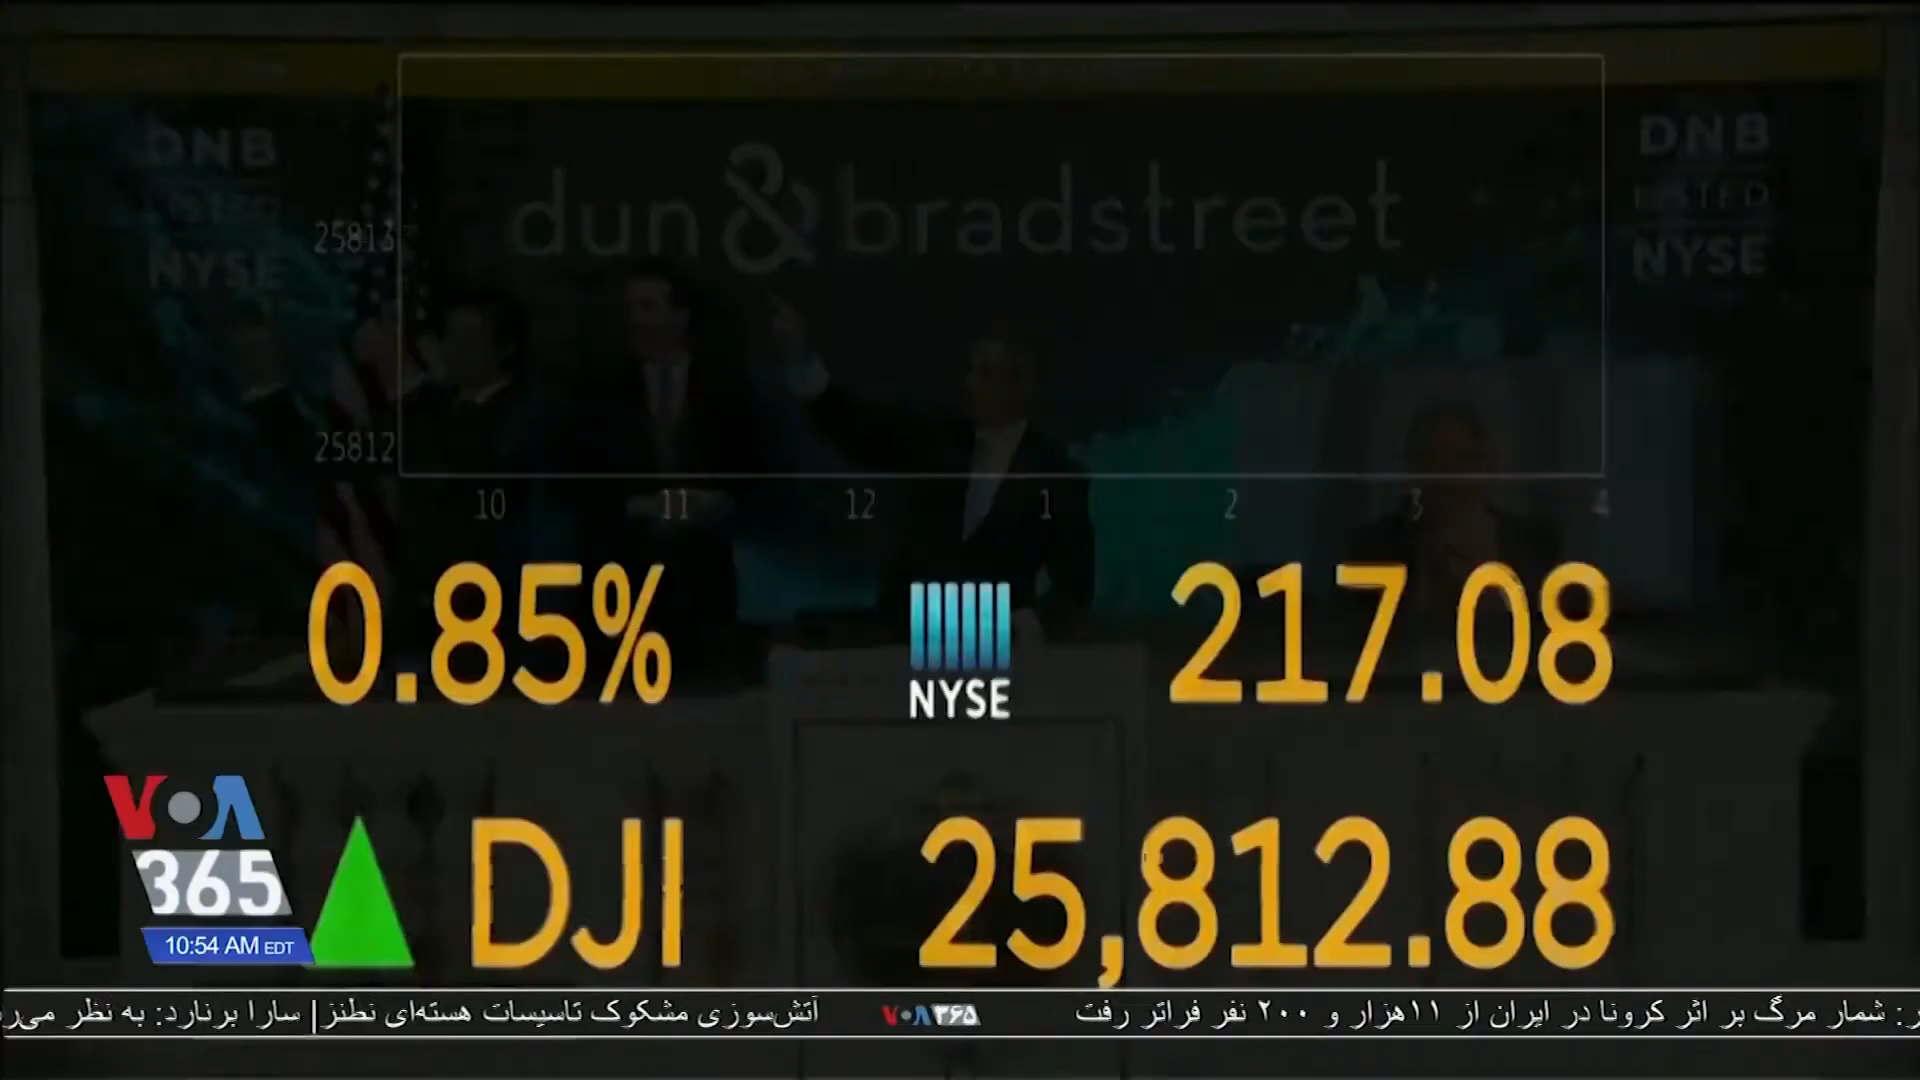 DNB
LISTED
NYSE
dun & bradstreet
DNB
LISTED
NYSE
25813
25812
10 11 12 1 2 3 4
0.85%
NYSE
217.08
DJI
25,812.88
VOA
365
10:54 AM EDT
ر: شمار مرگ بر اثر کرونا در ایران از ۱۱هزار و ۲۰۰ نفر فراتر رفت VOA۳۶۵ آتش‌سوزی مشکوک تاسیسات هسته‌ای نطنز| سارا برنارد: به نظر می‌ر